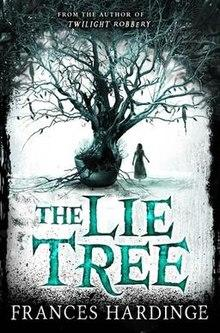 FROM THE AUTHOR OF
TWILIGHT ROBBERY
THE LIE
TREE
FRANCES HARDINGE